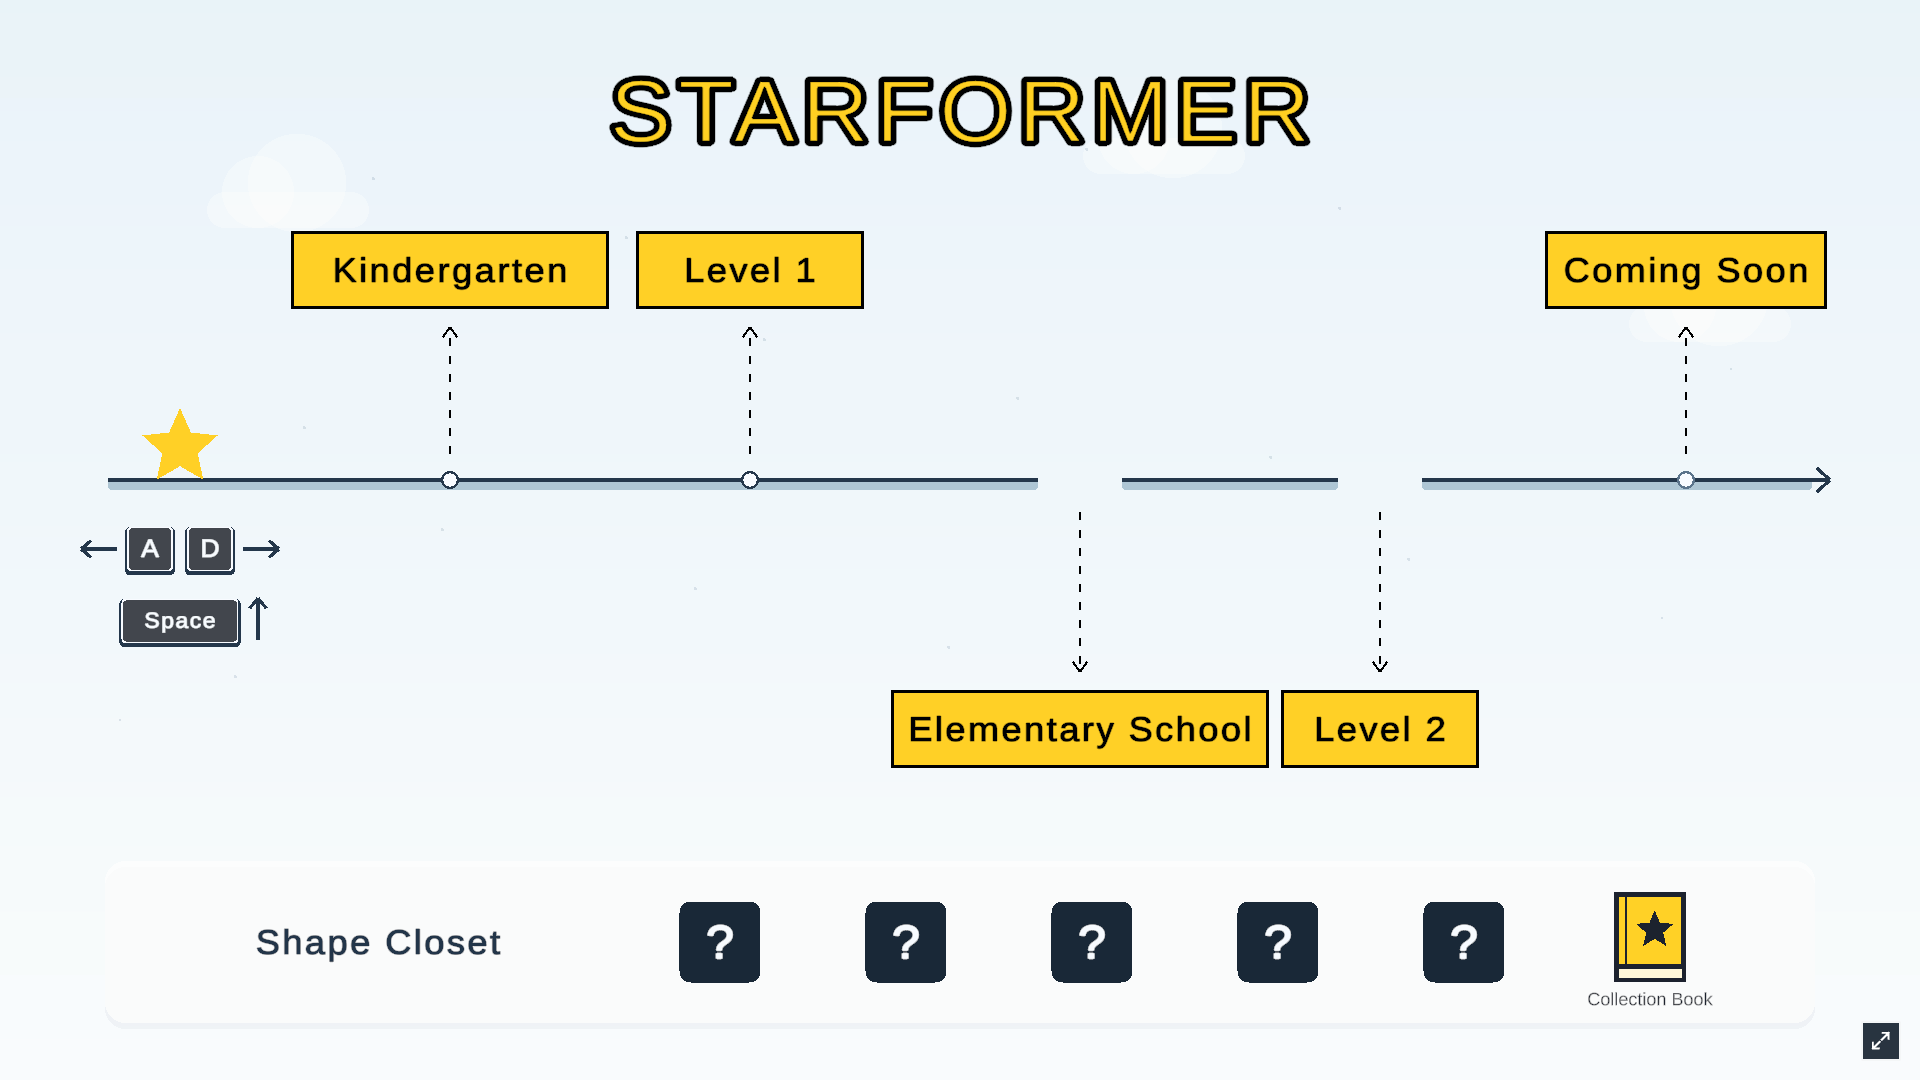 STARFORMER
Kindergarten
Level 1
Coming Soon
A
D
Space
Elementary School
Level 2
Shape Closet
?
?
?
?
?
Collection Book